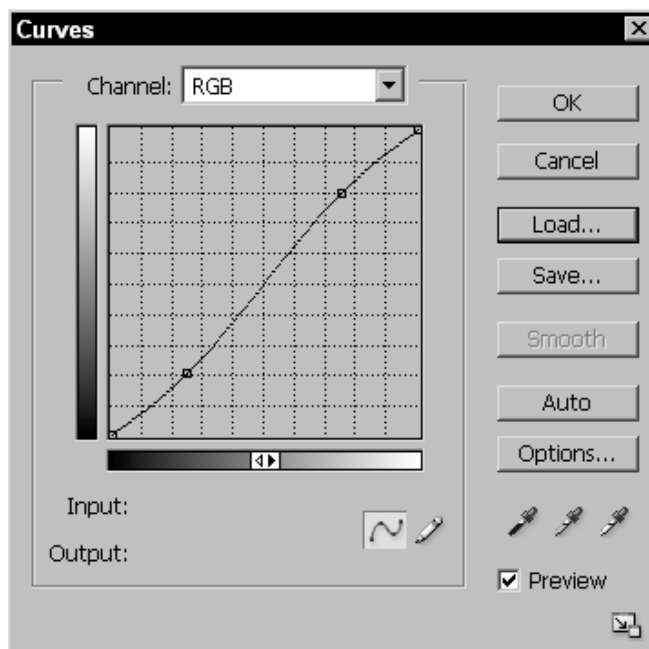 Curves
Channel: RGB
OK
Cancel
Load...
Save...
Smooth
Auto
Options...
Input:
Output:
Preview